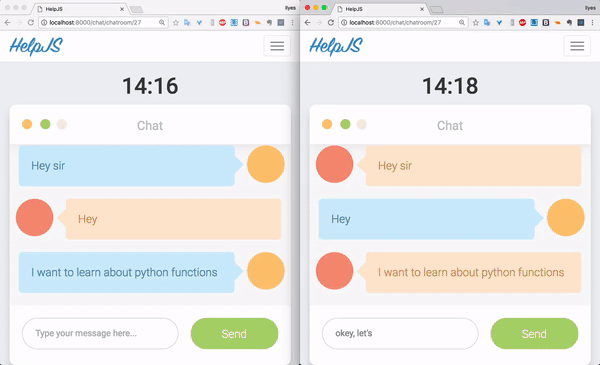 HelpJS
Ilyes
localhost:8000/chat/chatroom/27
HelpJS
14:16
Chat
Hey sir
Hey
I want to learn about python functions
Type your message here...
Send
HelpJS
Ilyes
localhost:8000/chat/chatroom/27
HelpJS
14:18
Chat
Hey sir
Hey
I want to learn about python functions
okey, let's
Send